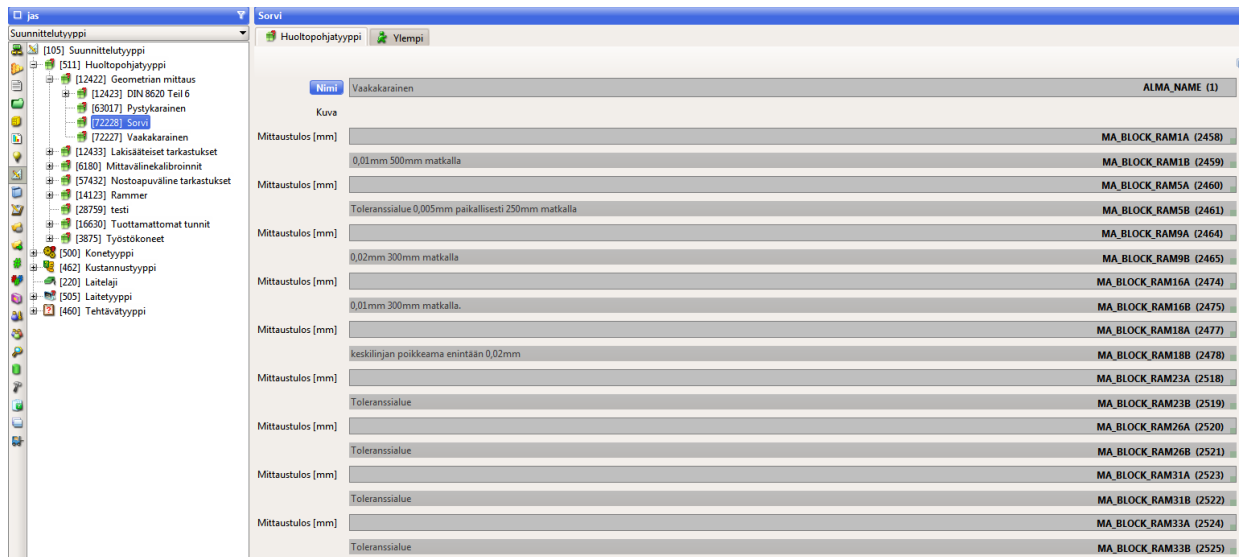 jas
Suunnittelutyyppi
[105] Suunnittelutyyppi
[511] Huoltopohjatyyppi
[12422] Geometrian mittaus
[12423] DIN 8620 Teil 6
[63017] Pystykarainen
[72228] Sorvi
[72227] Vaakakarainen
[12433] Lakisääteiset tarkastukset
[6180] Mittavälinekalibroinnit
[57432] Nostoapuväline tarkastukset
[14123] Rammer
[28759] testi
[16630] Tuottamattomat tunnit
[3875] Työstökoneet
[500] Konetyyppi
[462] Kustannustyyppi
[220] Laitelaji
[505] Laitetyyppi
[460] Tehtävätyyppi
Sorvi
Huoltopohjatyyppi Ylempi
Nimi Vaakakarainen ALMA_NAME (1)
Kuva
Mittaustulos [mm] MA_BLOCK_RAM1A (2458)
0,01mm 500mm matkalla MA_BLOCK_RAM1B (2459)
Mittaustulos [mm] MA_BLOCK_RAM5A (2460)
Toleranssialue 0,005mm paikallisesti 250mm matkalla MA_BLOCK_RAM5B (2461)
Mittaustulos [mm] MA_BLOCK_RAM9A (2464)
0,02mm 300mm matkalla MA_BLOCK_RAM9B (2465)
Mittaustulos [mm] MA_BLOCK_RAM16A (2474)
0,01mm 300mm matkalla. MA_BLOCK_RAM16B (2475)
Mittaustulos [mm] MA_BLOCK_RAM18A (2477)
keskilinjan poikkeama enintään 0,02mm MA_BLOCK_RAM18B (2478)
Mittaustulos [mm] MA_BLOCK_RAM23A (2518)
Toleranssialue MA_BLOCK_RAM23B (2519)
Mittaustulos [mm] MA_BLOCK_RAM26A (2520)
Toleranssialue MA_BLOCK_RAM26B (2521)
Mittaustulos [mm] MA_BLOCK_RAM31A (2523)
Toleranssialue MA_BLOCK_RAM31B (2522)
Mittaustulos [mm] MA_BLOCK_RAM33A (2524)
Toleranssialue MA_BLOCK_RAM33B (2525)